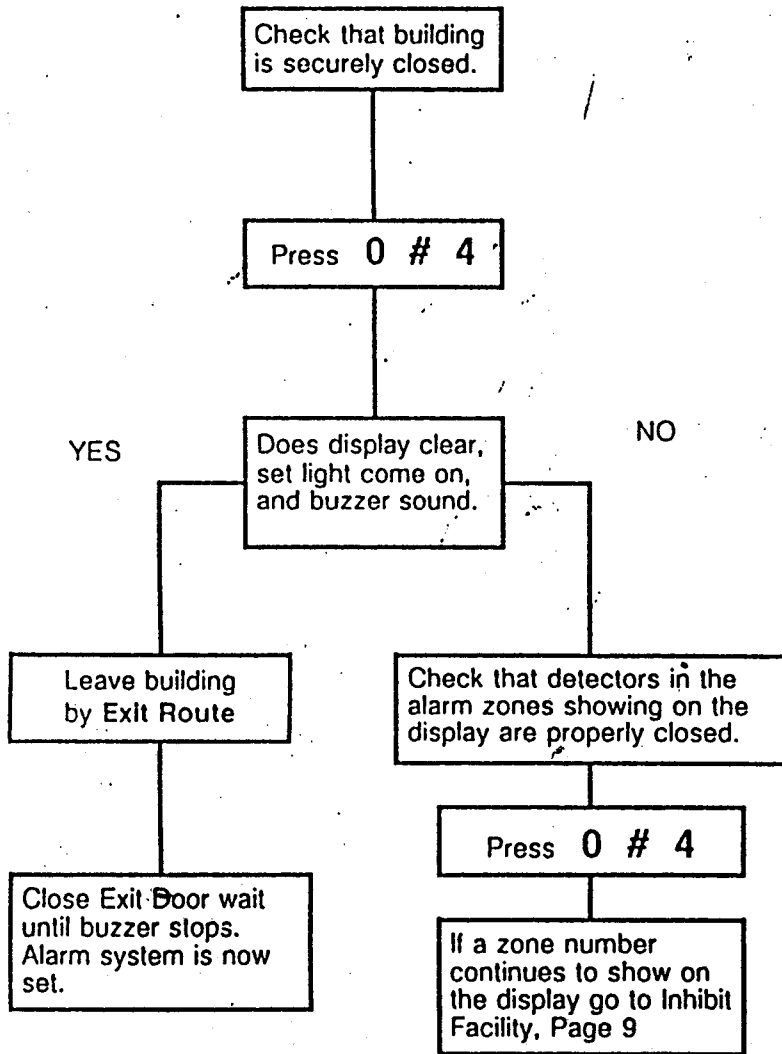 Check that building
is securely closed.
Press 0 # 4
YES
Does display clear,
set light come on,
and buzzer sound.
NO
Leave building
by Exit Route
Close Exit Door wait
until buzzer stops.
Alarm system is now
set.
Check that detectors in the
alarm zones showing on the
display are properly closed.
Press 0 # 4
If a zone number
continues to show on
the display go to Inhibit
Facility, Page 9